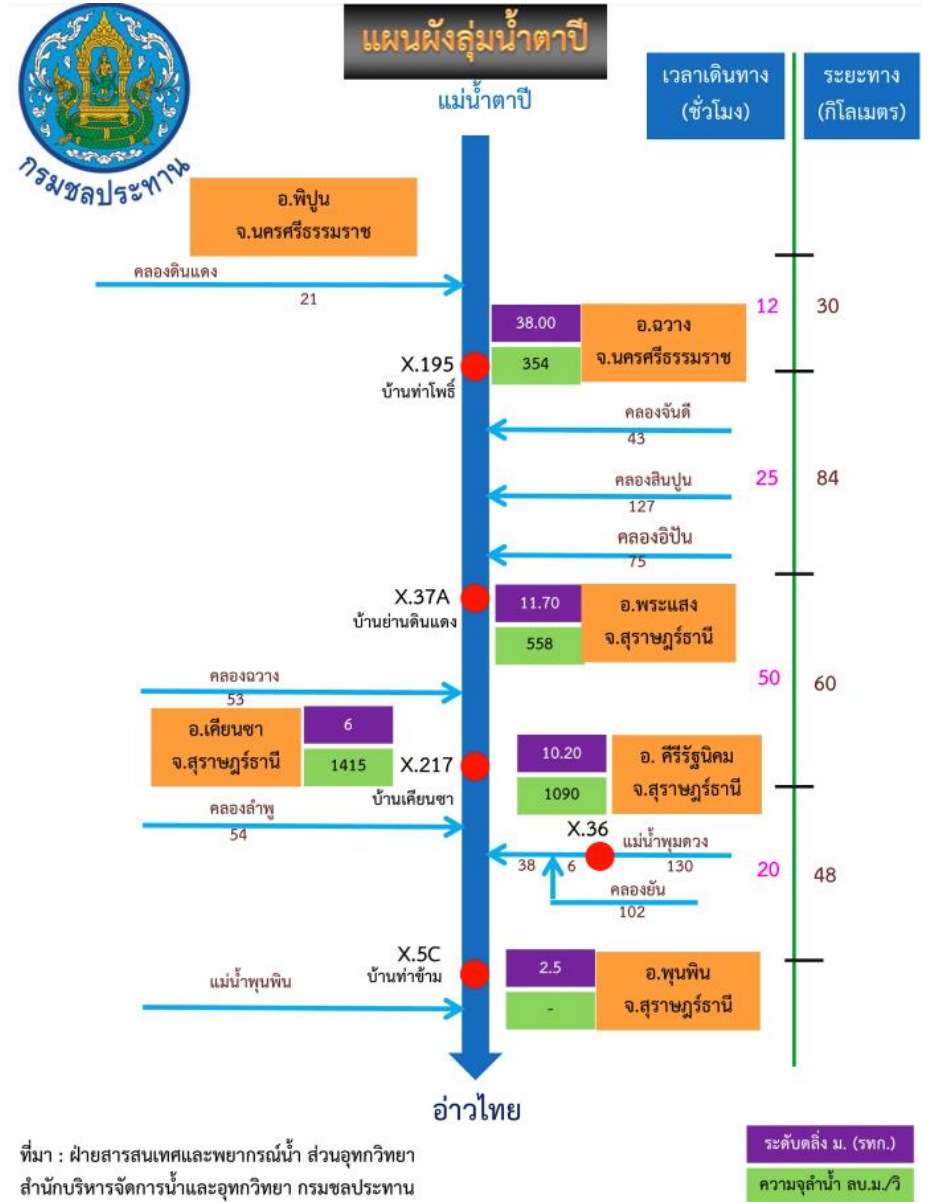 แผนผังลุ่มน้ำตาปี
กรมชลประทาน
แม่น้ำตาปี
เวลาเดินทาง
(ชั่วโมง)
ระยะทาง
(กิโลเมตร)
อ.พิปูน
จ.นครศรีธรรมราช
คลองดินแดง
21
12
30
38.00
354
อ.ฉวาง
จ.นครศรีธรรมราช
X.195
บ้านท่าโพธิ์
คลองจันดี
43
คลองสินปูน
127
25
84
คลองอิปัน
75
X.37A
บ้านย่านดินแดง
11.70
558
อ.พระแสง
จ.สุราษฎร์ธานี
คลองฉวาง
53
50
60
อ.เคียนซา
จ.สุราษฎร์ธานี
6
1415
X.217
บ้านเคียนซา
10.20
1090
อ. คีรีรัฐนิคม
จ.สุราษฎร์ธานี
คลองลำพู
54
X.36
แม่น้ำพุมดวง
38
6
130
คลองยัน
102
20
48
X.5C
บ้านท่าข้าม
2.5
-
อ.พุนพิน
จ.สุราษฎร์ธานี
แม่น้ำพุนพิน
อ่าวไทย
ที่มา : ฝ่ายสารสนเทศและพยากรณ์น้ำ ส่วนอุทกวิทยา
สำนักบริหารจัดการน้ำและอุทกวิทยา กรมชลประทาน
ระดับตลิ่ง ม. (รทก.)
ความจุลำน้ำ ลบ.ม./วิ